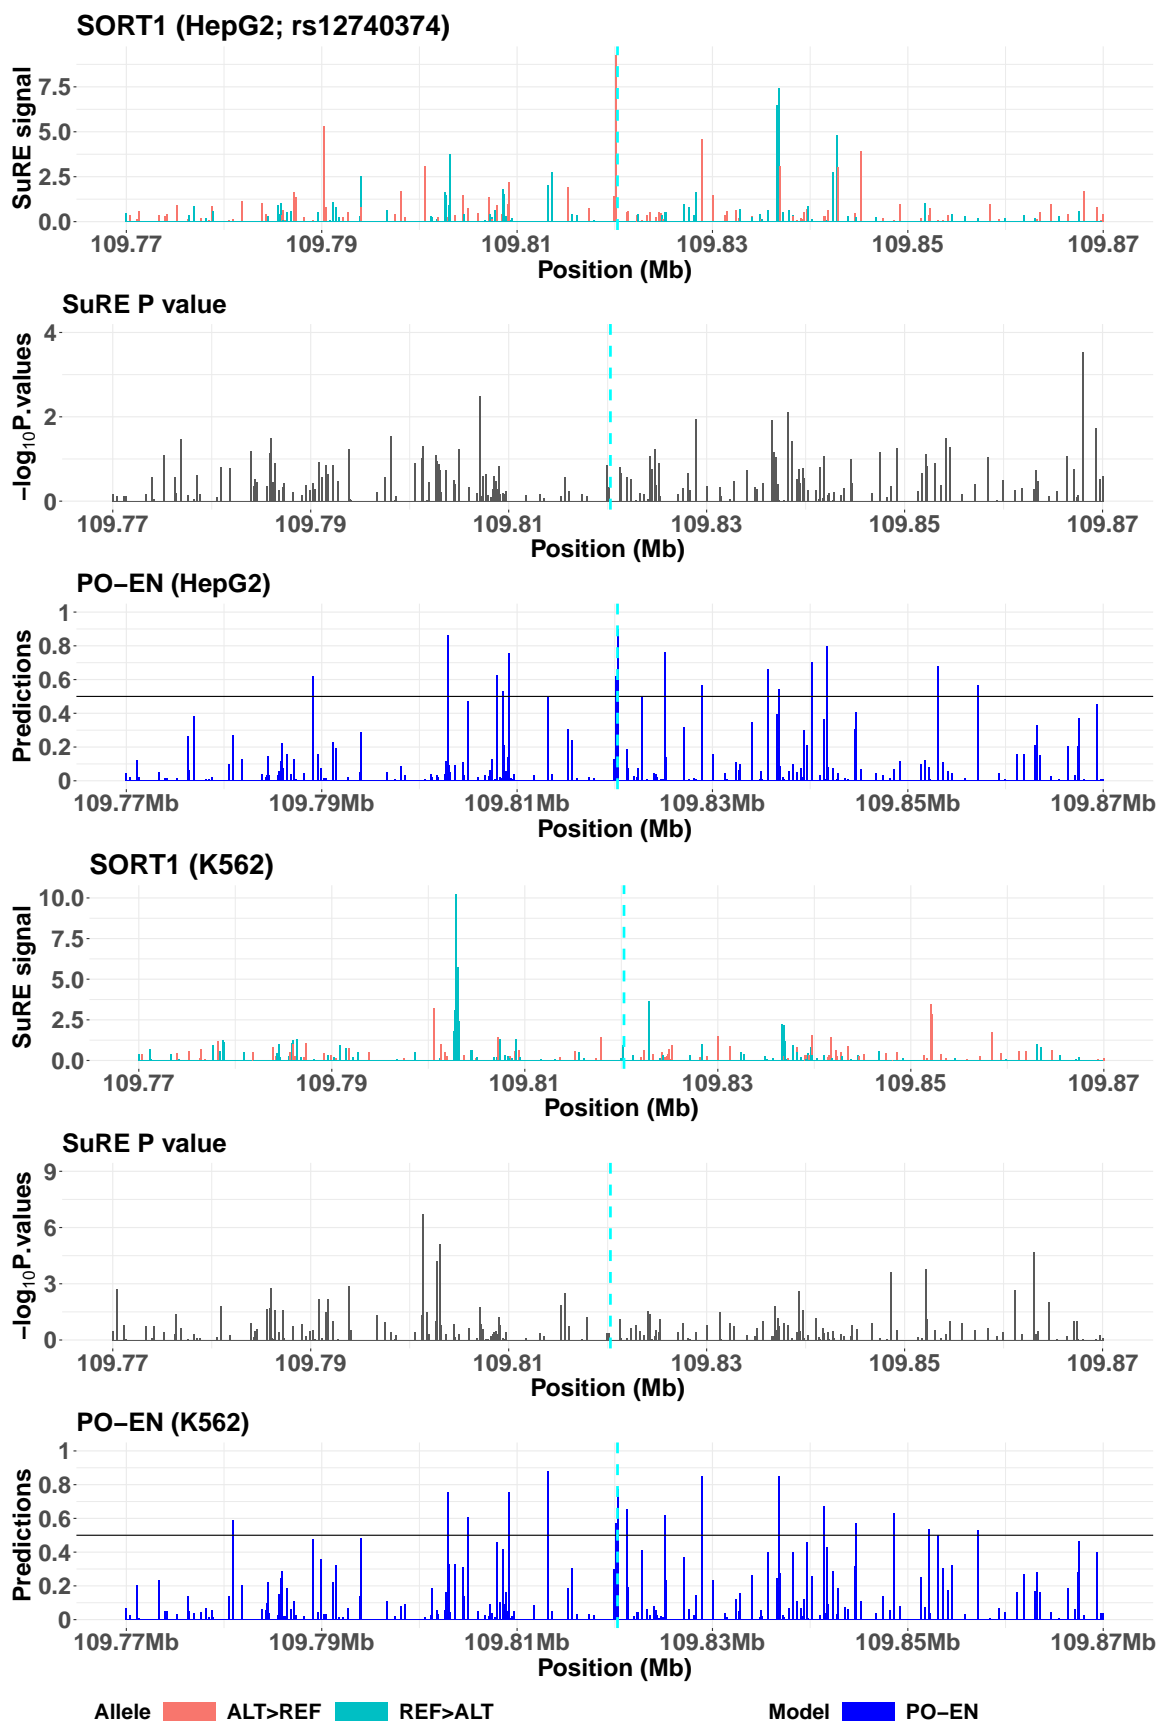 SORT1 (HepG2; rs12740374)
SuRE signal
7.5
5.0
2.5
0.0
109.77 109.79 109.81 109.83 109.85 109.87
Position (Mb)
SuRE P value
−log10P.values
4
2
0
109.77 109.79 109.81 109.83 109.85 109.87
Position (Mb)
PO−EN (HepG2)
Predictions
1
0.8
0.6
0.4
0.2
0
109.77Mb 109.79Mb 109.81Mb 109.83Mb 109.85Mb 109.87Mb
Position (Mb)
SORT1 (K562)
SuRE signal
10.0
7.5
5.0
2.5
0.0
109.77 109.79 109.81 109.83 109.85 109.87
Position (Mb)
SuRE P value
−log10P.values
9
6
3
0
109.77 109.79 109.81 109.83 109.85 109.87
Position (Mb)
PO−EN (K562)
Predictions
1
0.8
0.6
0.4
0.2
0
109.77Mb 109.79Mb 109.81Mb 109.83Mb 109.85Mb 109.87Mb
Position (Mb)
Allele ALT>REF REF>ALT Model PO−EN